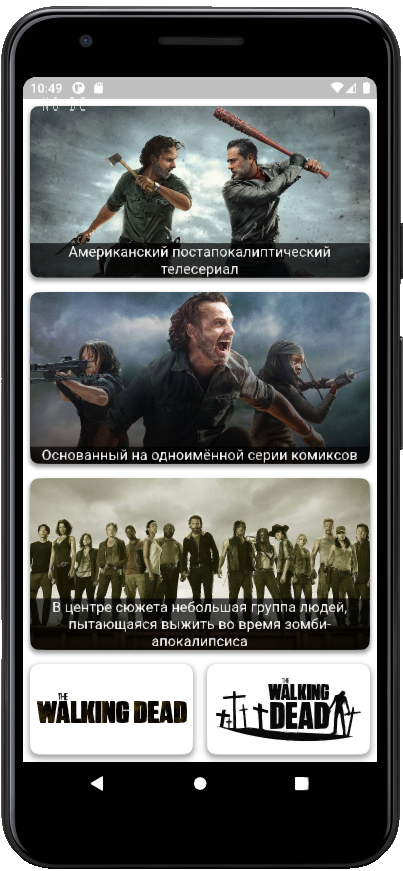 10:49
Американский постапокалиптический
телесериал
Основанный на одноимённой серии комиксов
В центре сюжета небольшая группа людей,
пытающаяся выжить во время зомби-
апокалипсиса
THE
WALKING DEAD
THE
WALKING
DEAD